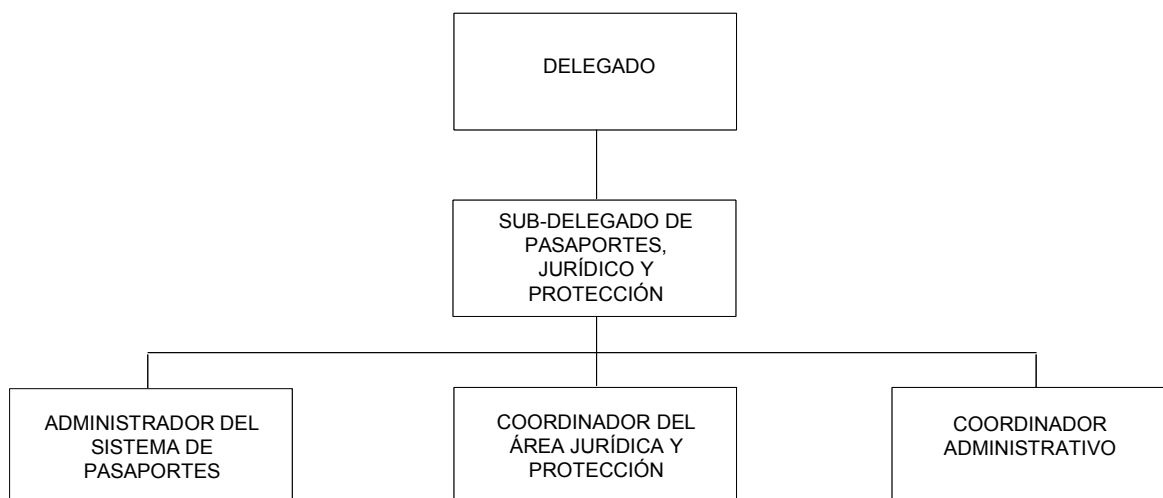 DELEGADO
SUB-DELEGADO DE
PASAPORTES,
JURÍDICO Y
PROTECCIÓN
ADMINISTRADOR DEL
SISTEMA DE
PASAPORTES
COORDINADOR DEL
ÁREA JURÍDICA Y
PROTECCIÓN
COORDINADOR
ADMINISTRATIVO